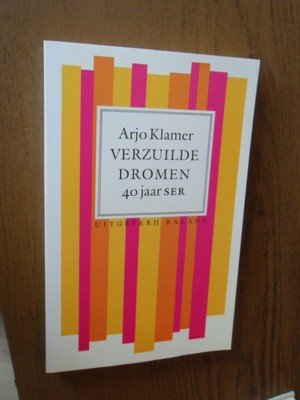 Arjo Klamer
VERZUILDE
DROMEN
40 jaar SER
UITGEVERIJ BALANS